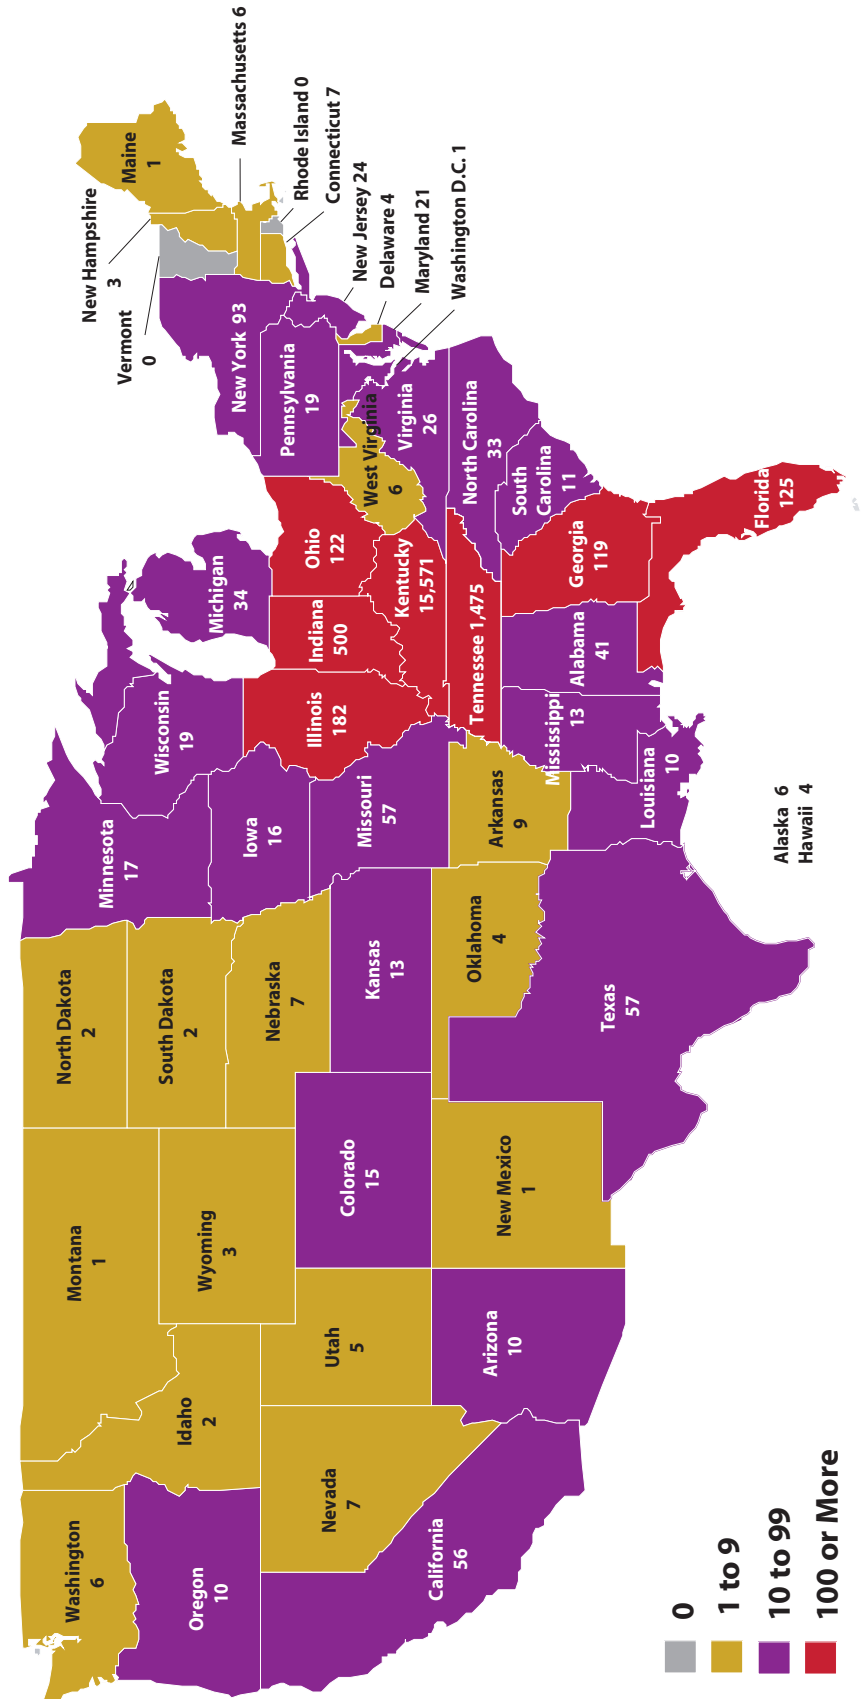 Washington
6
Oregon
10
California
56
Nevada
7
Idaho
2
Montana
1
Wyoming
3
Utah
5
Arizona
10
Colorado
15
New Mexico
1
North Dakota
2
South Dakota
2
Nebraska
7
Kansas
13
Oklahoma
4
Texas
57
Minnesota
17
Iowa
16
Missouri
57
Arkansas
9
Louisiana
10
Wisconsin
19
Illinois
182
Michigan
34
Indiana
500
Ohio
122
Kentucky
15,571
Tennessee 1,475
Mississippi
13
Alabama
41
Georgia
119
Florida
125
South
Carolina
11
North Carolina
33
Virginia
26
West Virginia
6
Pennsylvania
19
New York 93
Vermont
0
New Hampshire
3
Maine
1
Massachusetts 6
Rhode Island 0
Connecticut 7
New Jersey 24
Delaware 4
Maryland 21
Washington D.C. 1
Alaska 6
Hawaii 4
0
1 to 9
10 to 99
100 or More